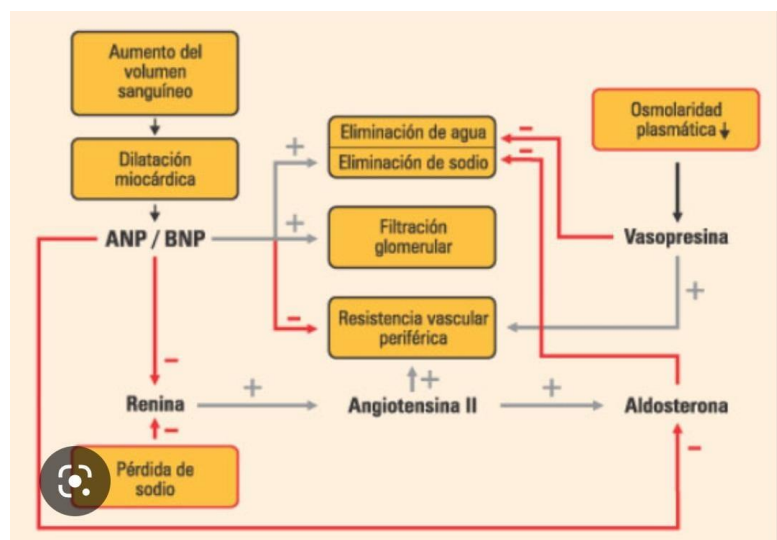 Aumento del
volumen
sanguíneo
Dilatación
miocárdica
ANP / BNP
Eliminación de agua
Eliminación de sodio
Filtración
glomerular
Resistencia vascular
periférica
Osmolaridad
plasmática ↓
Vasopresina
Renina
Angiotensina II
Aldosterona
Pérdida de
sodio